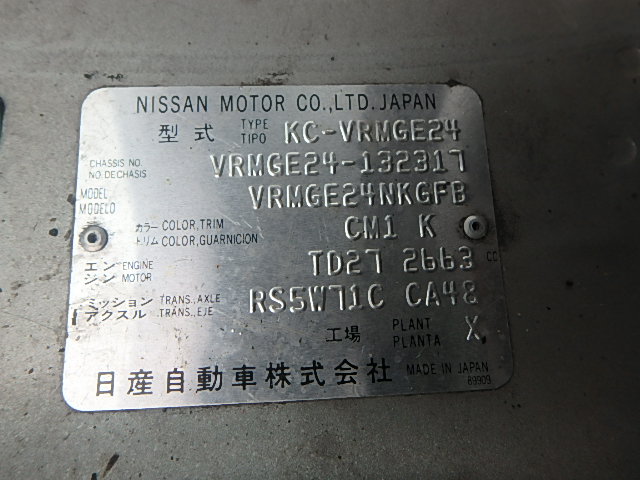 NISSAN MOTOR CO.,LTD. JAPAN
型式 TYPE TIPO KC-VRMGE24
CHASSIS NO. NO. DECHASIS VRMGE24-132317
MODEL MODELO VRMGE24NKGFB
カラー COLOR, TRIM トリム COLOR, GUARNICION CM1 K
エンジン ENGINE MOTOR TD27 2663 CC
ミッション TRANS., AXLE アクスル TRANS., EJE RS5W71C CA48
工場 PLANT PLANTA X
日産自動車株式会社 MADE IN JAPAN
89909